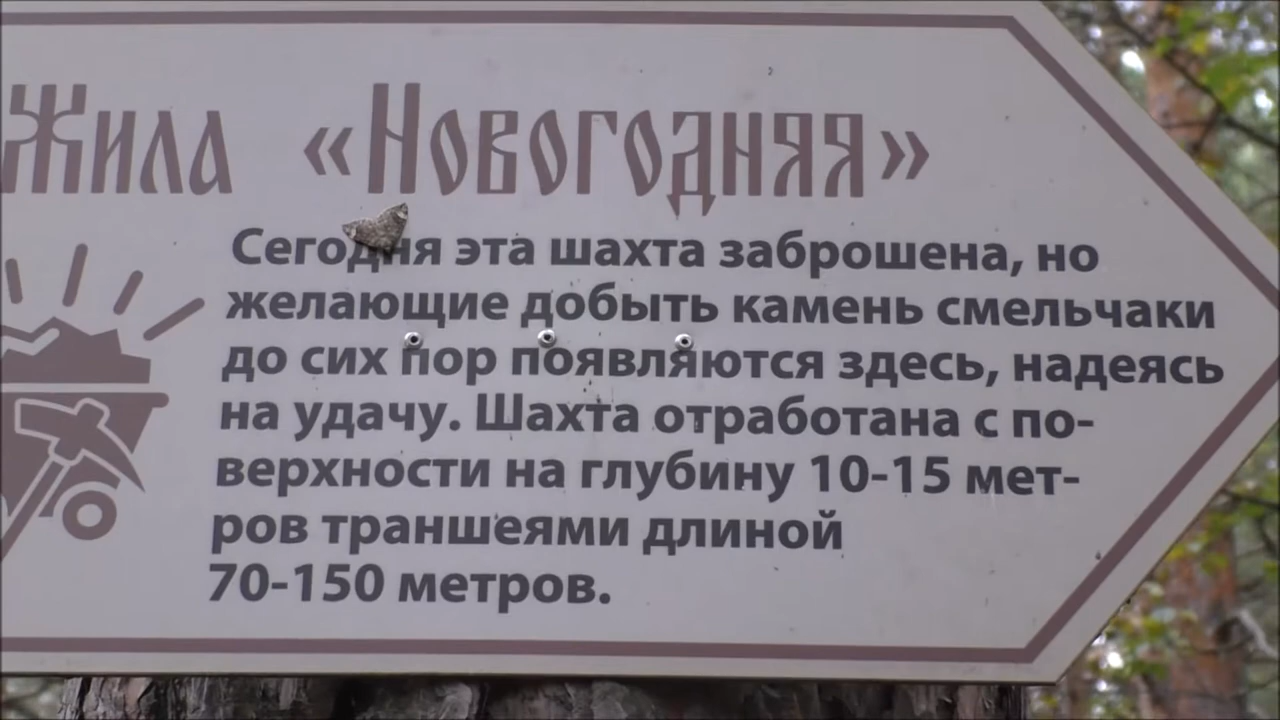 Жила «Новогодняя»
Сегодня эта шахта заброшена, но
желающие добыть камень смельчаки
до сих пор появляются здесь, надеясь
на удачу. Шахта отработана с по-
верхности на глубину 10-15 мет-
ров траншеями длиной
70-150 метров.